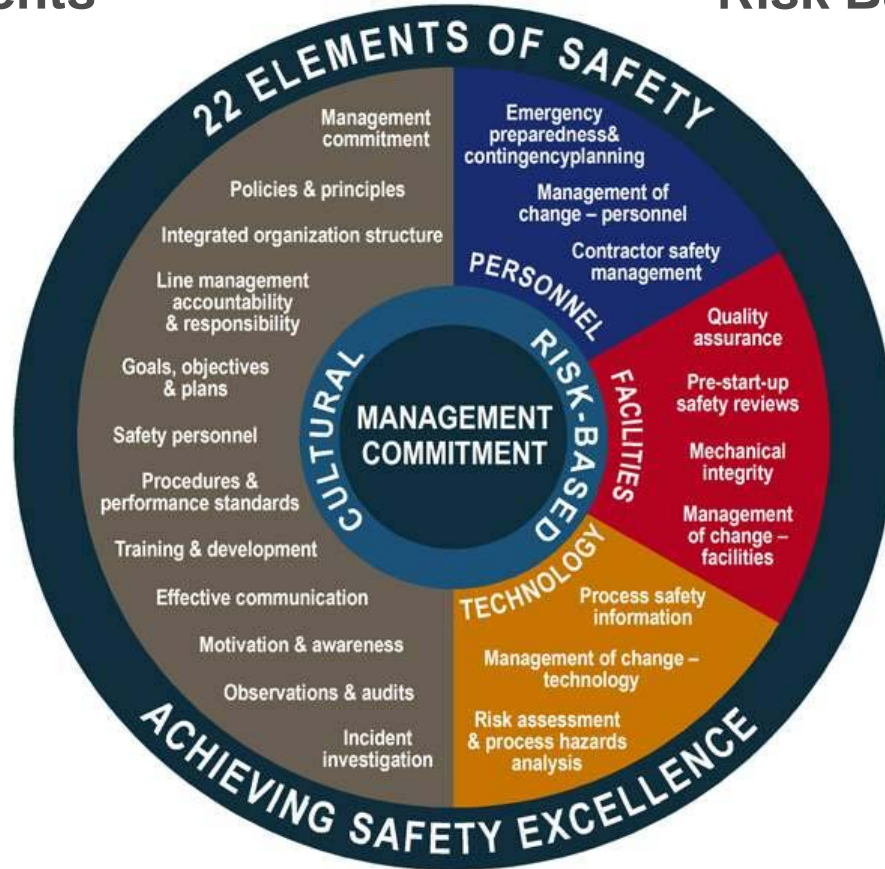 22 ELEMENTS OF SAFETY
Management
commitment
Policies & principles
Integrated organization structure
Line management
accountability
& responsibility
Goals, objectives
& plans
Safety personnel
Procedures &
performance standards
Training & development
Effective communication
Motivation & awareness
Observations & audits
Incident
investigation
CULTURAL
MANAGEMENT
COMMITMENT
RISK-BASED
PERSONNEL
Emergency
preparedness&
contingencyplanning
Management of
change – personnel
Contractor safety
management
FACILITIES
Quality
assurance
Pre-start-up
safety reviews
Mechanical
integrity
Management
of change –
facilities
TECHNOLOGY
Process safety
information
Management of change –
technology
Risk assessment
& process hazards
analysis
ACHIEVING SAFETY EXCELLENCE